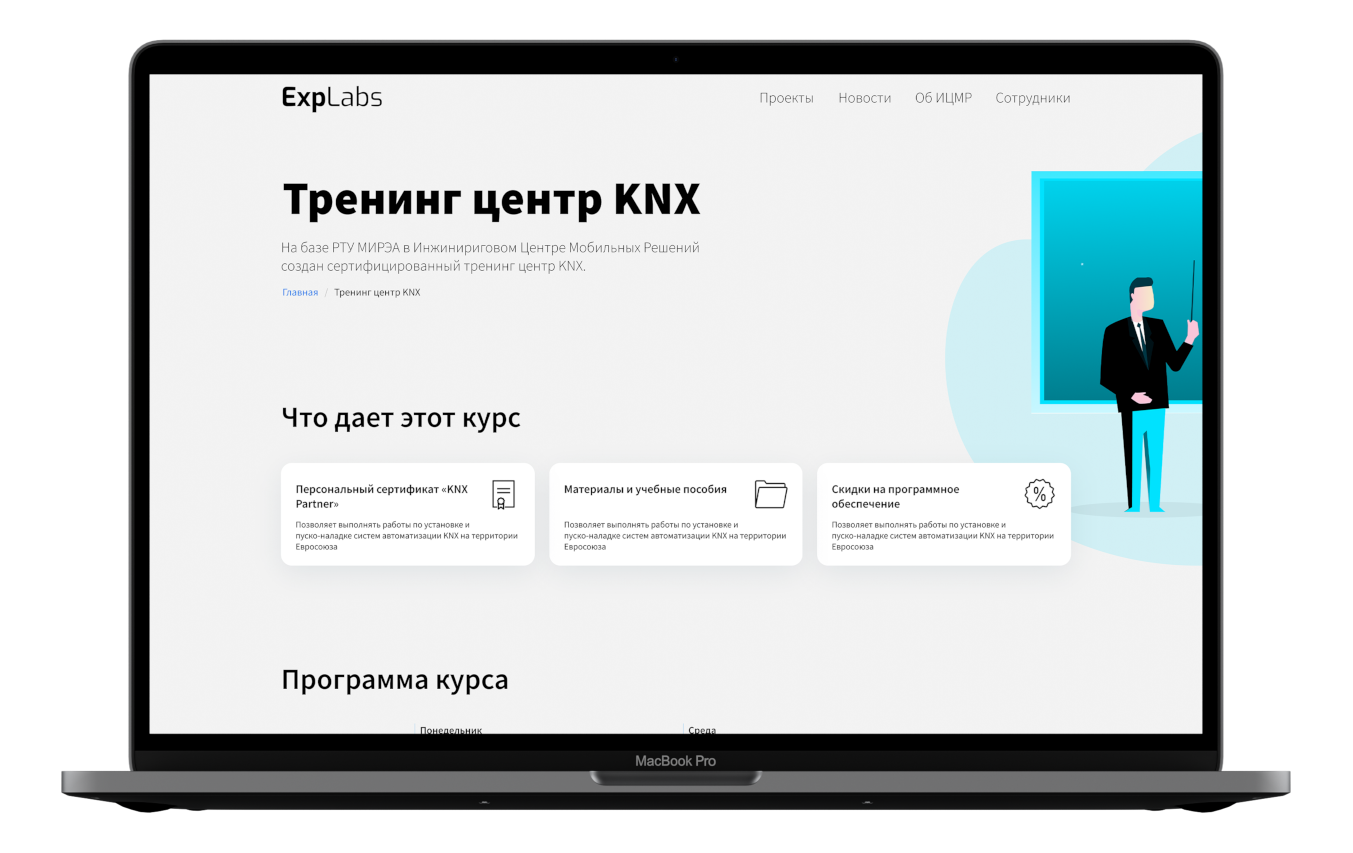 ExpLabs
Проекты Новости Об ИЦМР Сотрудники
Тренинг центр KNX
На базе РТУ МИРЭА в Инжинириговом Центре Мобильных Решений
создан сертифицированный тренинг центр KNX.
Главная / Тренинг центр KNX
Что дает этот курс
Персональный сертификат «KNX
Partner»
Позволяет выполнять работы по установке и
пуско-наладке систем автоматизации KNX на территории
Евросоюза
Материалы и учебные пособия
Позволяет выполнять работы по установке и
пуско-наладке систем автоматизации KNX на территории
Евросоюза
Скидки на программное
обеспечение
%
Позволяет выполнять работы по установке и
пуско-наладке систем автоматизации KNX на территории
Евросоюза
Программа курса
Понедельник
Среда
MacBook Pro